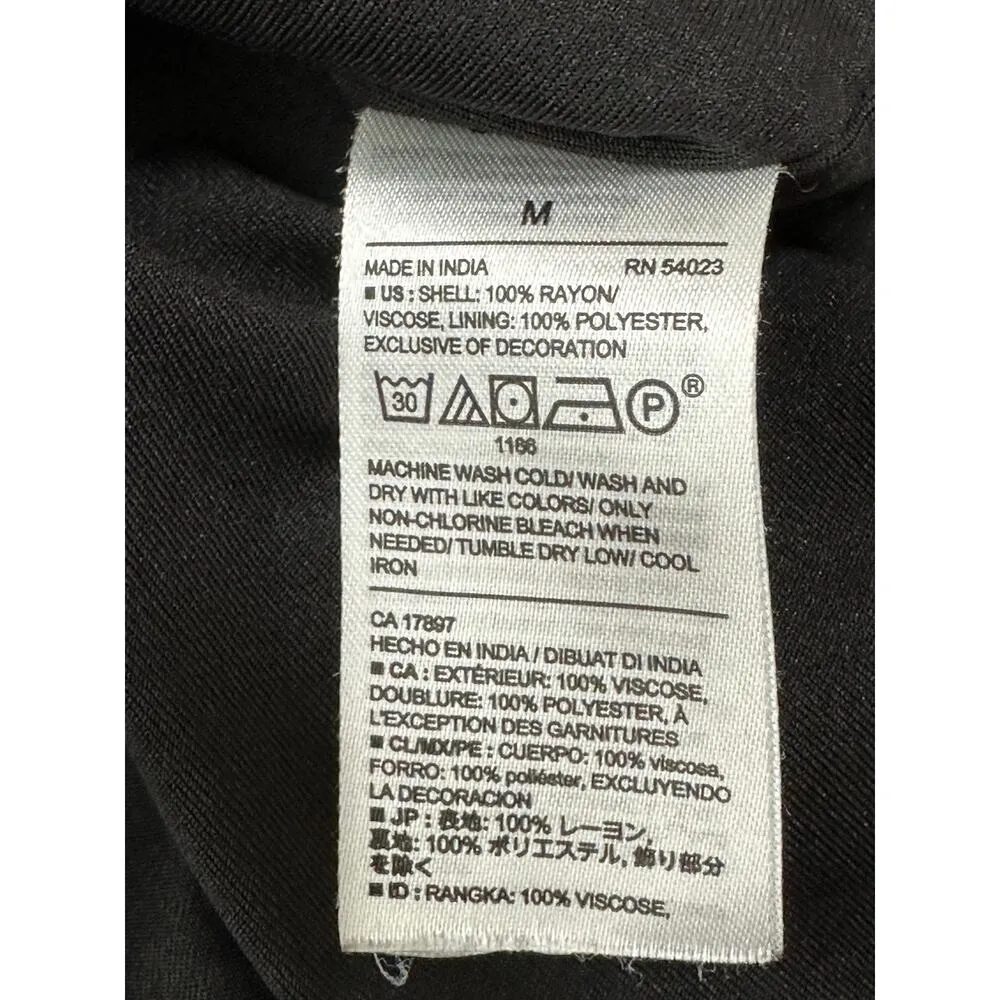 M
MADE IN INDIA RN 54023
■ US : SHELL: 100% RAYON/
VISCOSE, LINING: 100% POLYESTER,
EXCLUSIVE OF DECORATION
30 P ®
1166
MACHINE WASH COLD/ WASH AND
DRY WITH LIKE COLORS/ ONLY
NON-CHLORINE BLEACH WHEN
NEEDED/ TUMBLE DRY LOW/ COOL
IRON
CA 17897
HECHO EN INDIA / DIBUAT DI INDIA
■ CA : EXTÉRIEUR: 100% VISCOSE,
DOUBLURE: 100% POLYESTER, À
L'EXCEPTION DES GARNITURES
■ CL/MX/PE : CUERPO: 100% viscosa,
FORRO: 100% poliéster, EXCLUYENDO
LA DECORACION
■ JP : 表地: 100% レーヨン,
裏地: 100% ポリエステル, 飾り部分
を除く
■ ID : RANGKA: 100% VISCOSE,